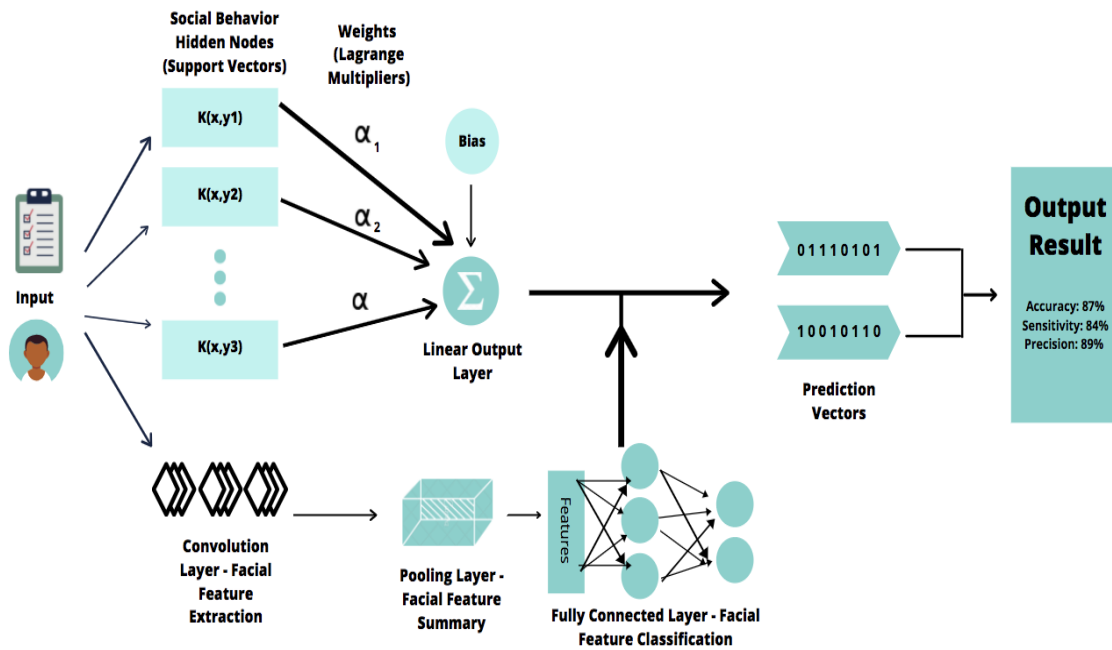 Social Behavior
Hidden Nodes
(Support Vectors)
Weights
(Lagrange
Multipliers)
K(x,y1)
α1
Bias
K(x,y2)
α2
Input
K(x,y3)
α
Σ
Linear Output
Layer
01110101
10010110
Prediction
Vectors
Output
Result
Accuracy: 87%
Sensitivity: 84%
Precision: 89%
Convolution
Layer - Facial
Feature
Extraction
Pooling Layer -
Facial Feature
Summary
Features
Fully Connected Layer - Facial
Feature Classification